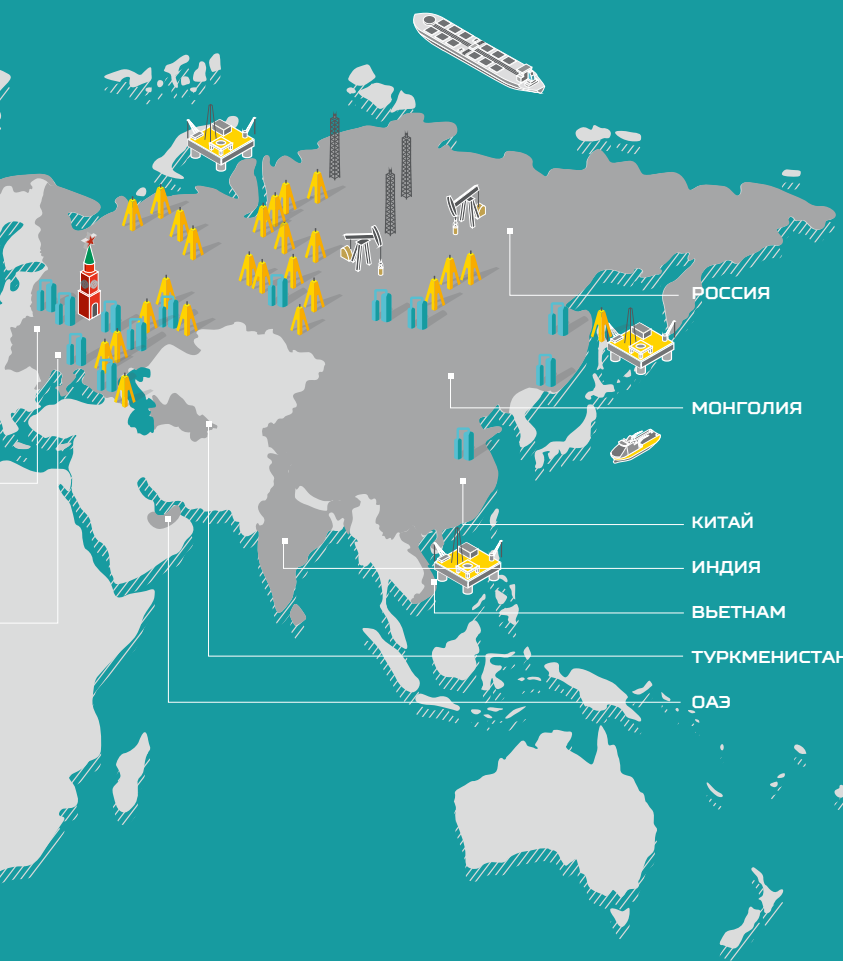 РОССИЯ
МОНГОЛИЯ
КИТАЙ
ИНДИЯ
ВЬЕТНАМ
ТУРКМЕНИСТАН
ОАЭ